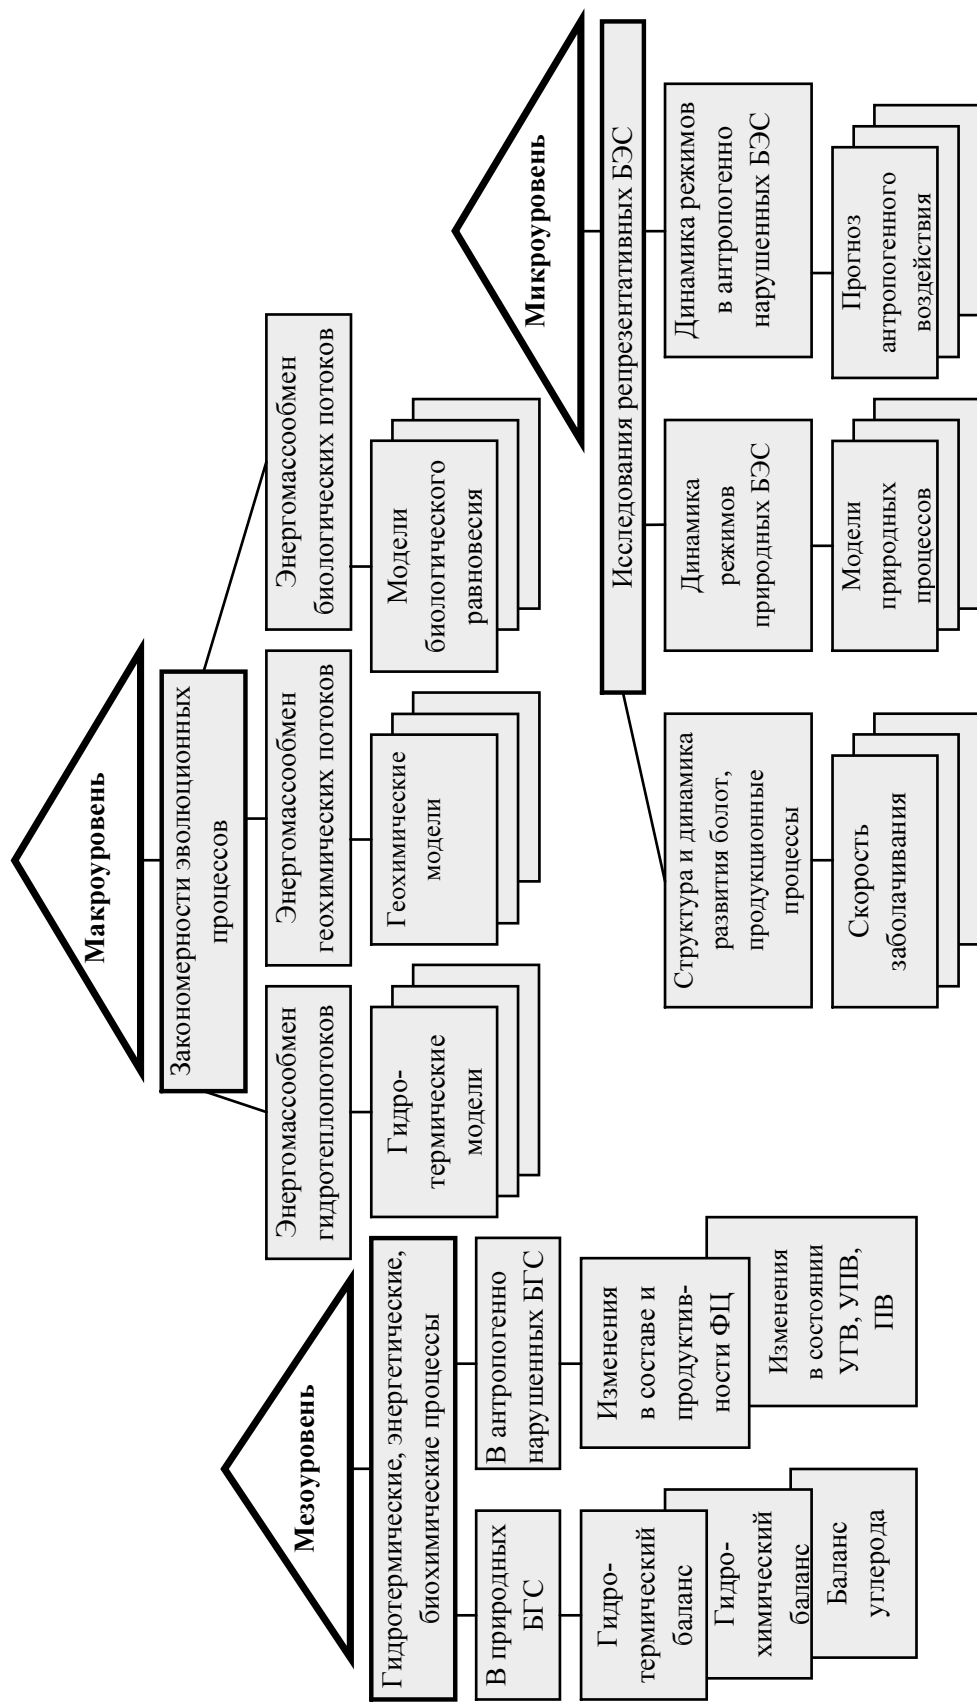 Макроуровень
Закономерности эволюционных
процессов
Энергомассообмен
гидротеплопотоков
Гидро-
термические
модели
Энергомассообмен
геохимических потоков
Геохимические
модели
Энергомассообмен
биологических потоков
Модели
биологического
равновесия
Мезоуровень
Гидротермические, энергетические,
биохимические процессы
В природных
БГС
Гидро-
термический
баланс
Гидро-
химический
баланс
Баланс
углерода
В антропогенно
нарушенных БГС
Изменения
в составе и
продуктив-
ности ФЦ
Изменения
в состоянии
УГВ, УПВ,
ПВ
Микроуровень
Исследования репрезентативных БЭС
Структура и динамика
развития болот,
продукционные
процессы
Скорость
заболачивания
Динамика
режимов
природных БЭС
Модели
природных
процессов
Динамика режимов
в антропогенно
нарушенных БЭС
Прогноз
антропогенного
воздействия